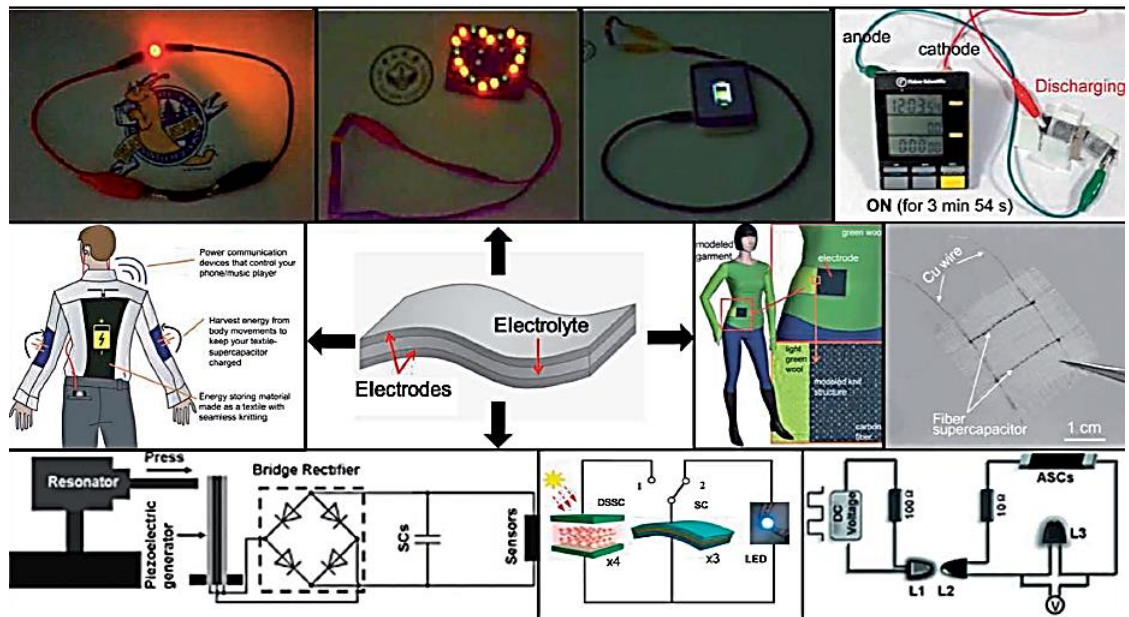 anode
cathode
Discharging
12:03:54
ON (for 3 min 54 s)
Power communication
devices that control your
phone/music player
Harvest energy from
body movements to
keep your textile-
supercapacitor
charged
Energy storing material
made as a textile with
seamless knitting
Electrolyte
Electrodes
modeled
garment
green wool
electrode
light
green
wool
modeled knit
structure
carbon
fiber
Cu wire
Fiber
supercapacitor
1 cm
Press
Resonator
Piezoelectric
generator
Bridge Rectifier
SCs
Sensors
1
2
DSSC
SC
x4
x3
LED
DC
Voltage
100 Ω
10 Ω
ASCs
L3
L1
L2
V